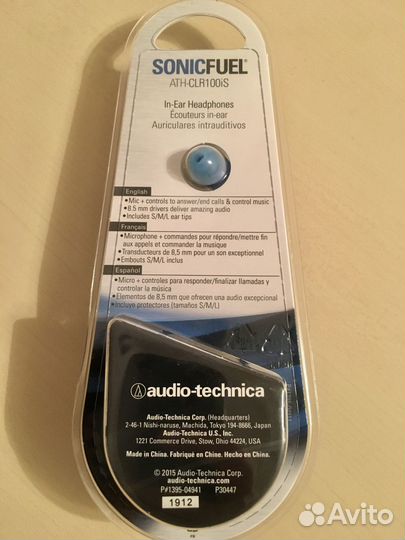 SONICFUEL®
ATH-CLR100iS
In-Ear Headphones
Écouteurs in-ear
Auriculares intrauditivos
English
•Mic + controls to answer/end calls & control music
•8.5 mm drivers deliver amazing audio
•Includes S/M/L ear tips
Français
•Microphone + commandes pour répondre/mettre fin
aux appels et commander la musique
•Transducteurs de 8,5 mm pour un son exceptionnel
•Embouts S/M/L inclus
Español
•Micro + controles para responder/finalizar llamadas y
controlar la música
•Elementos de 8,5 mm que ofrecen una audio excepcional
•Incluye protectores (tamaños S/M/L)
audio-technica
Audio-Technica Corp. (Headquarters)
2-46-1 Nishi-naruse, Machida, Tokyo 194-8666, Japan
Audio-Technica U.S., Inc.
1221 Commerce Drive, Stow, Ohio 44224, USA
Made in China. Fabriqué en Chine. Hecho en China.
© 2015 Audio-Technica Corp.
audio-technica.com
P#1395-04941 P30447
1912
Avito